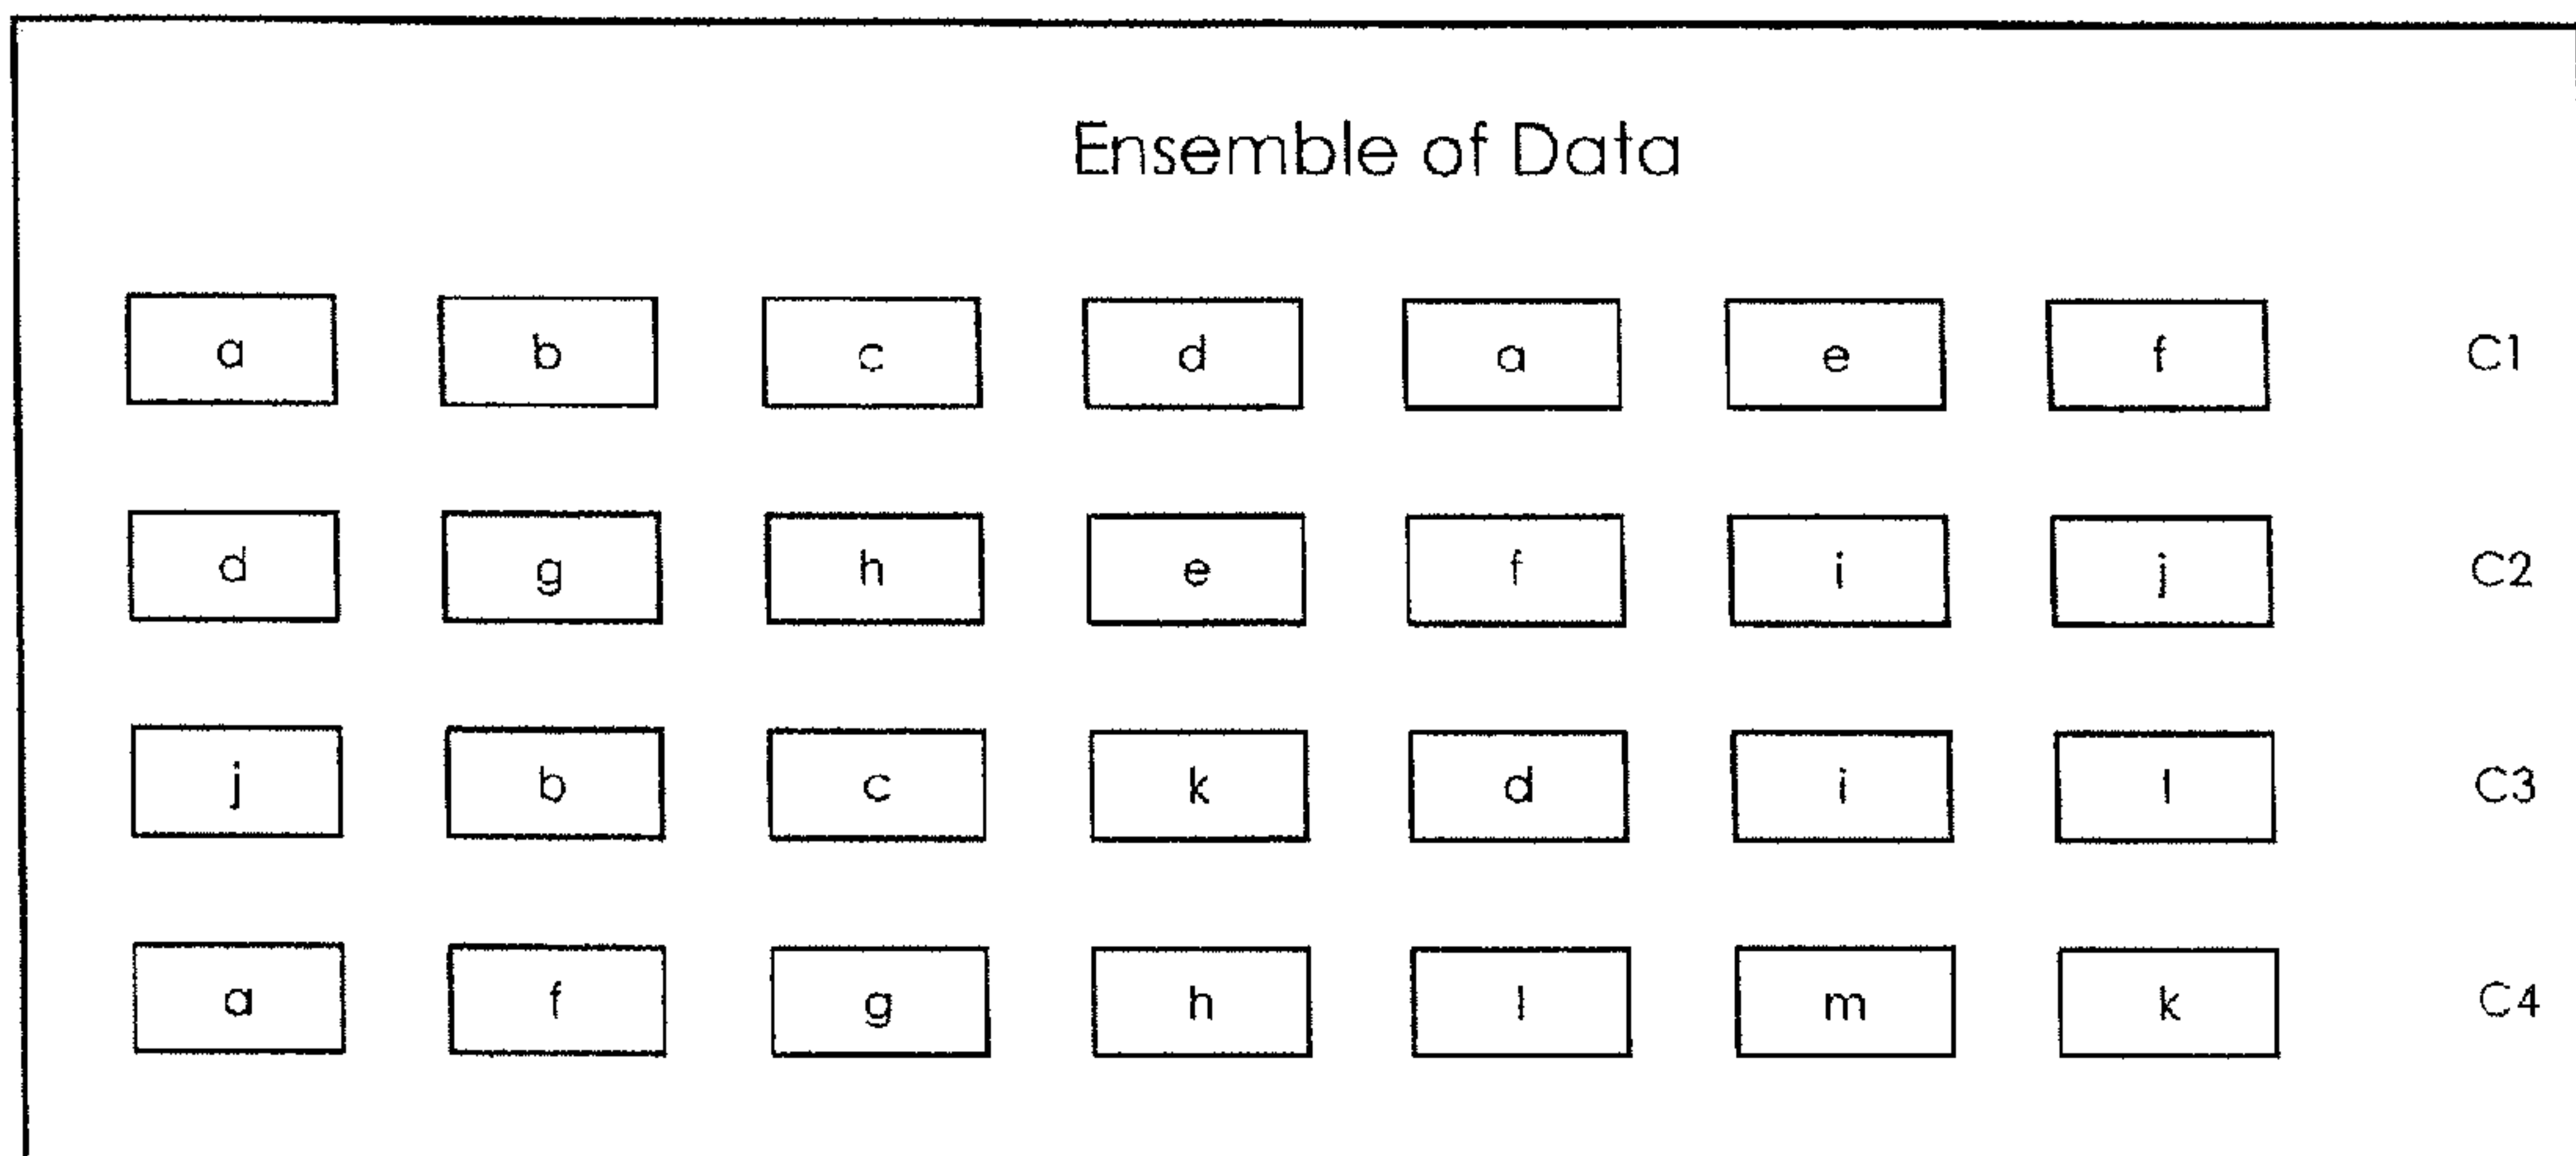 Ensemble of Data
a b c d a e f C1
d g h e f i j C2
j b c k d i l C3
a f g h l m k C4